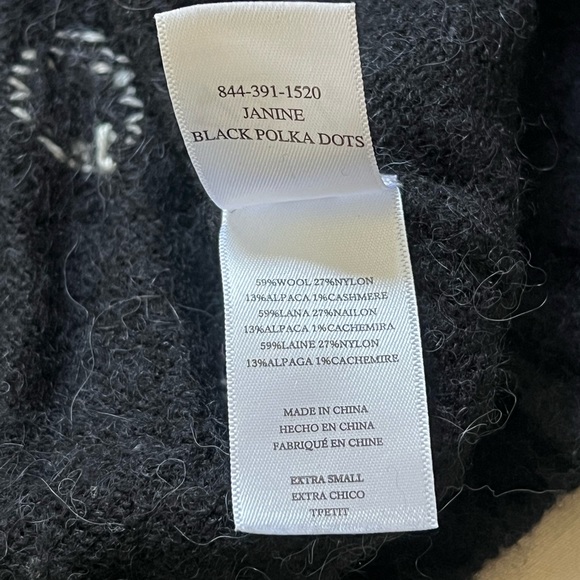 844-391-1520
JANINE
BLACK POLKA DOTS
59%WOOL 27%NYLON
13%ALPACA 1%CASHMERE
59%LANA 27%NAILON
13%ALPACA 1%CACHEMIRA
59%LAINE 27%NYLON
13%ALPAGA 1%CACHEMIRE
MADE IN CHINA
HECHO EN CHINA
FABRIQUÉ EN CHINE
EXTRA SMALL
EXTRA CHICO
TPETIT